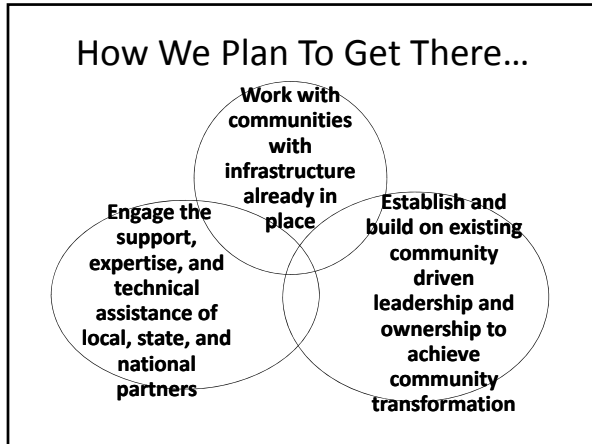 How We Plan To Get There…
Work with
communities
with
infrastructure
already in
place
Engage the
support,
expertise, and
technical
assistance of
local, state, and
national
partners
Establish and
build on existing
community
driven
leadership and
ownership to
achieve
community
transformation